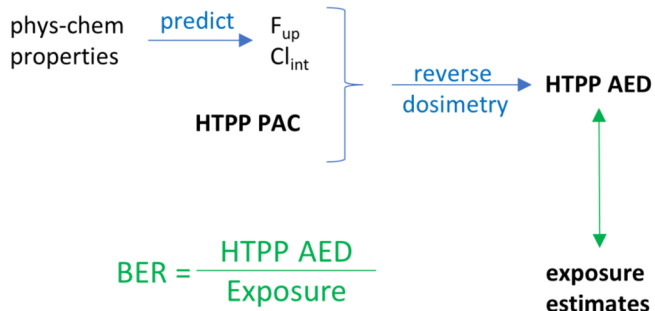 phys-chem
properties
predict
Fup
Clint
HTPP PAC
reverse
dosimetry
HTPP AED
BER = HTPP AED
Exposure
exposure
estimates